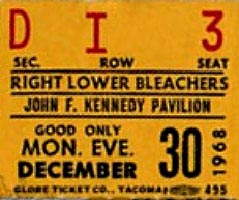 D I 3
SEC. ROW SEAT
RIGHT LOWER BLEACHERS
JOHN F. KENNEDY PAVILION
GOOD ONLY
MON. EVE.
DECEMBER 30 1968
GLOBE TICKET CO., TACOMA 495